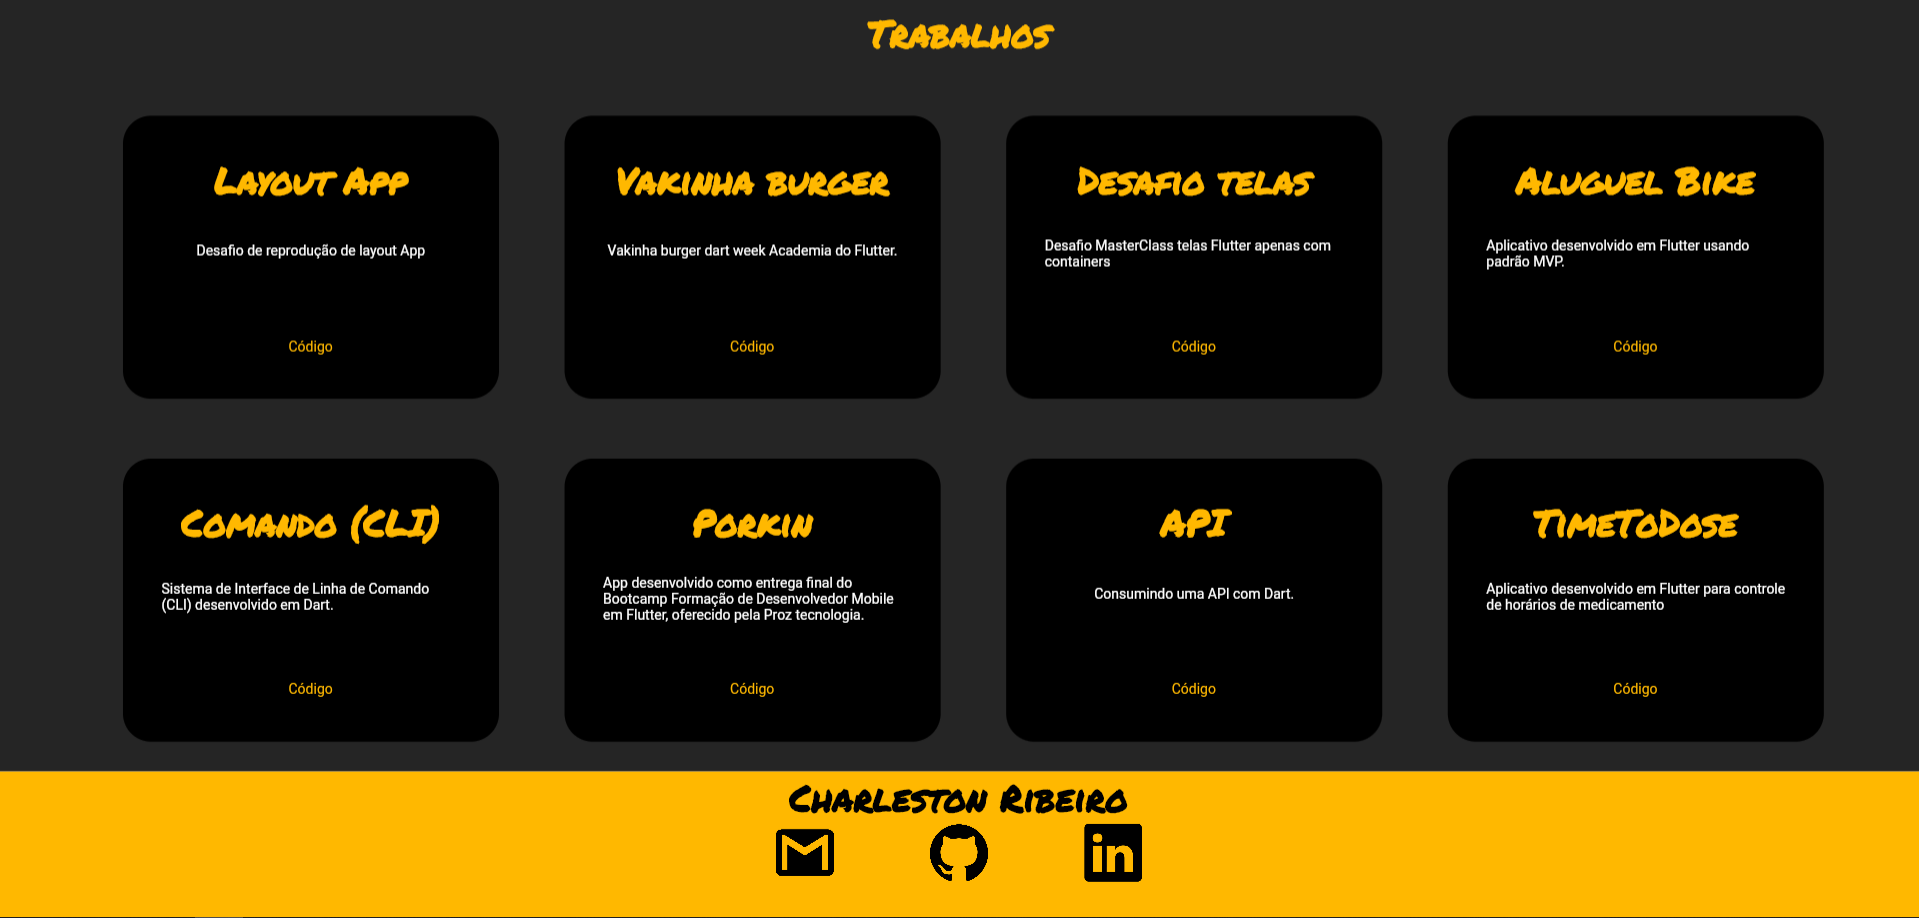 Trabalhos
Layout App
Desafio de reprodução de layout App
Código
Vakinha burger
Vakinha burger dart week Academia do Flutter.
Código
Desafio telas
Desafio MasterClass telas Flutter apenas com
containers
Código
Aluguel Bike
Aplicativo desenvolvido em Flutter usando
padrão MVP.
Código
Comando (CLI)
Sistema de Interface de Linha de Comando
(CLI) desenvolvido em Dart.
Código
Porkin
App desenvolvido como entrega final do
Bootcamp Formação de Desenvolvedor Mobile
em Flutter, oferecido pela Proz tecnologia.
Código
API
Consumindo uma API com Dart.
Código
TimeToDose
Aplicativo desenvolvido em Flutter para controle
de horários de medicamento
Código
Charleston Ribeiro
in